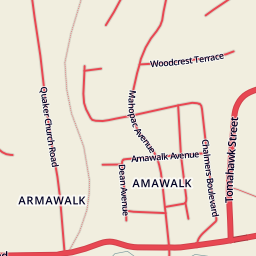 Woodcrest Terrace
Quaker Church Road
Mahopac Avenue
Tomahawk Street
Chalmers Boulevard
Amawalk Avenue
Dean Avenue
AMAWALK
ARMAWALK